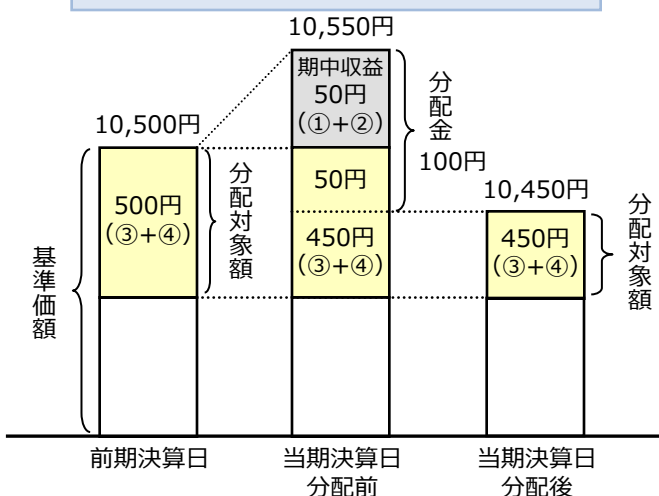 10,550円
期中収益
50円
(①+②)
分配金
100円
10,500円
500円
(③+④)
分配対象額
50円
450円
(③+④)
10,450円
450円
(③+④)
分配対象額
基準価額
前期決算日
当期決算日
分配前
当期決算日
分配後